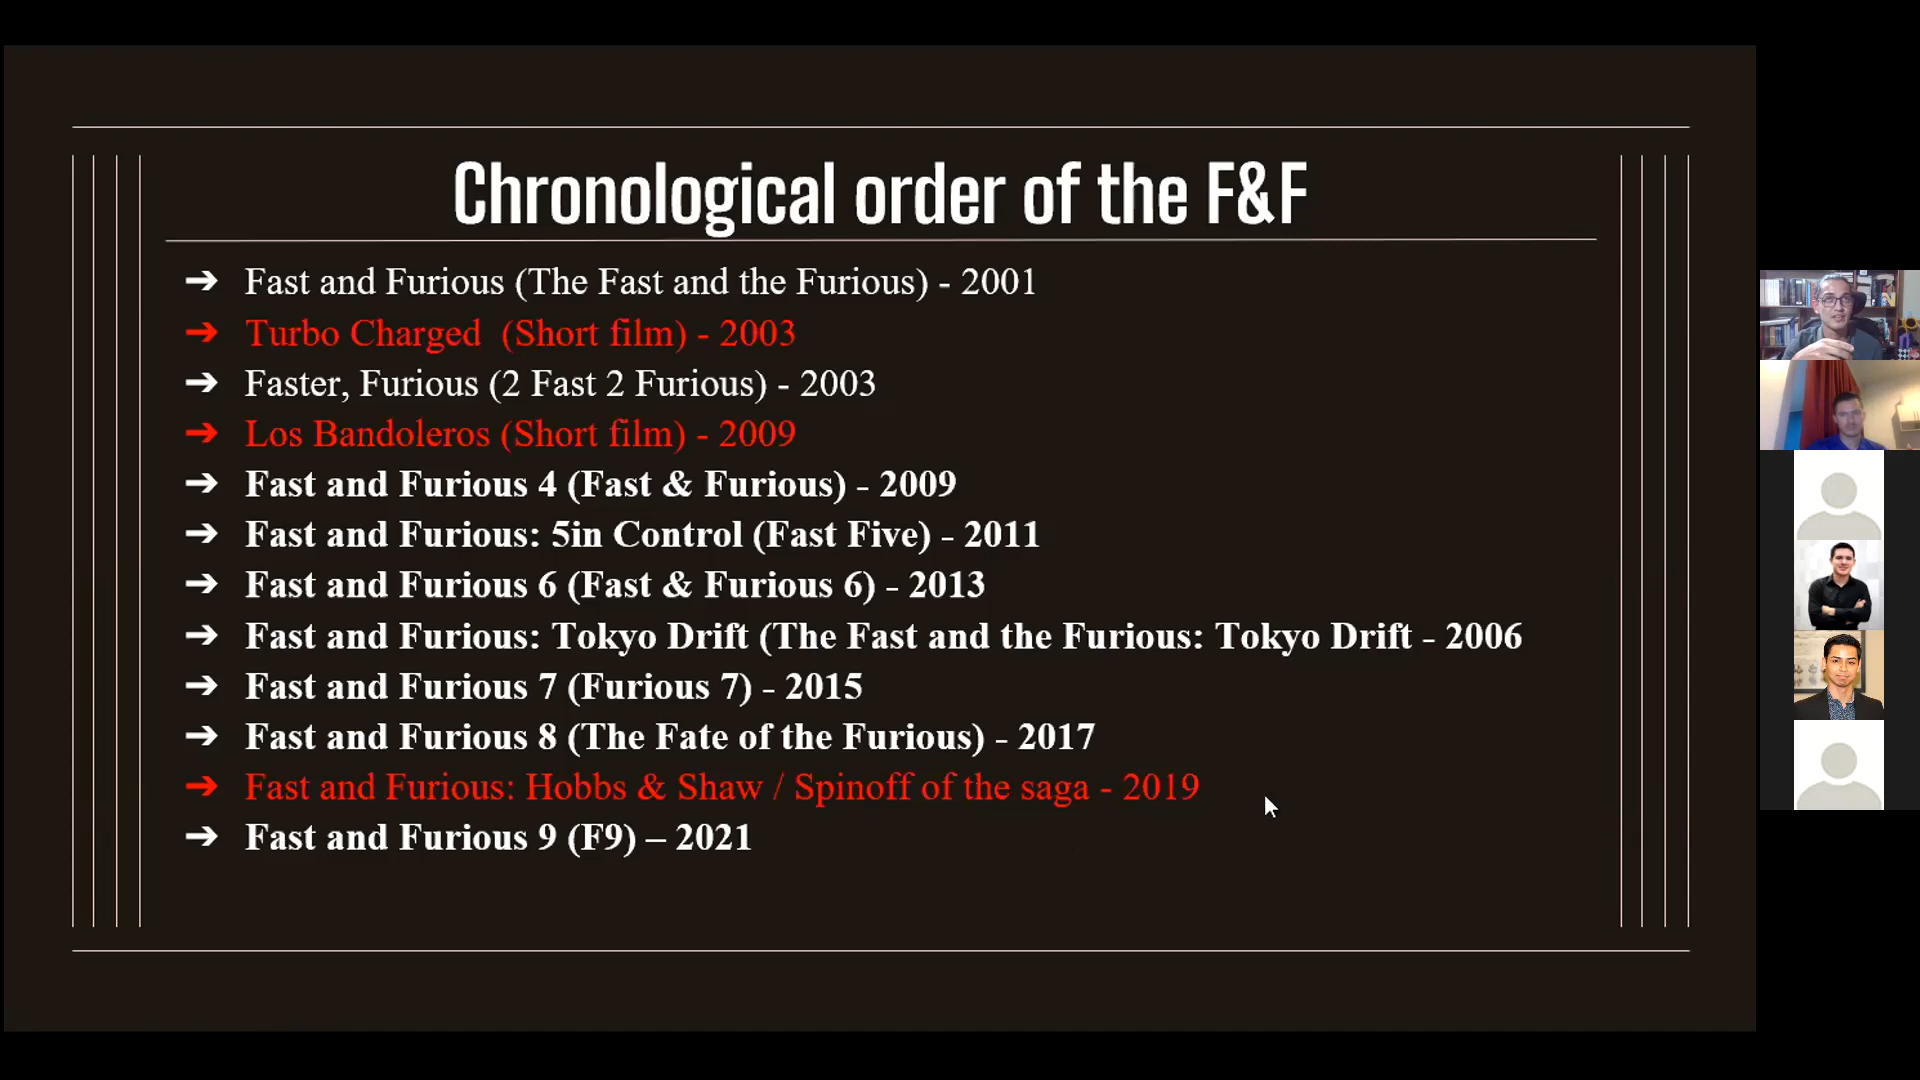 Chronological order of the F&F
➔ Fast and Furious (The Fast and the Furious) - 2001
➔ Turbo Charged  (Short film) - 2003
➔ Faster, Furious (2 Fast 2 Furious) - 2003
➔ Los Bandoleros (Short film) - 2009
➔ Fast and Furious 4 (Fast & Furious) - 2009
➔ Fast and Furious: 5in Control (Fast Five) - 2011
➔ Fast and Furious 6 (Fast & Furious 6) - 2013
➔ Fast and Furious: Tokyo Drift (The Fast and the Furious: Tokyo Drift - 2006
➔ Fast and Furious 7 (Furious 7) - 2015
➔ Fast and Furious 8 (The Fate of the Furious) - 2017
➔ Fast and Furious: Hobbs & Shaw / Spinoff of the saga - 2019
➔ Fast and Furious 9 (F9) – 2021